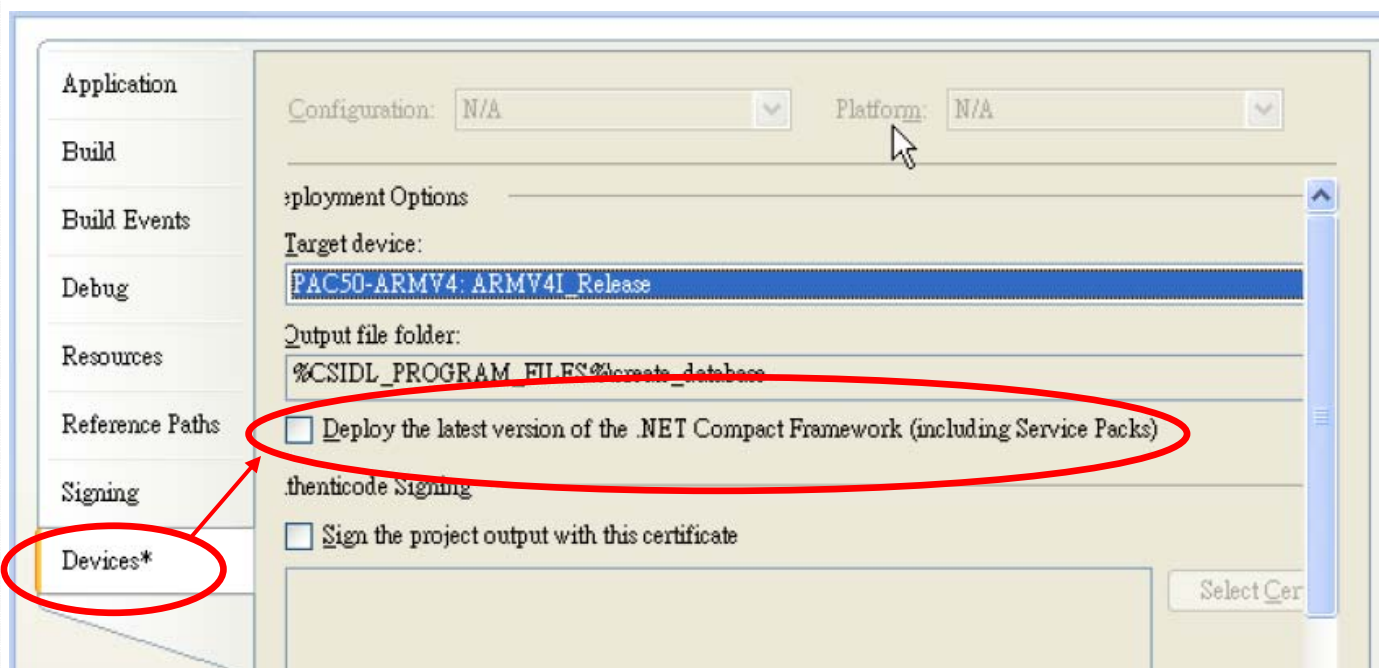 Application
Build
Build Events
Debug
Resources
Reference Paths
Signing
Devices*
Configuration: N/A Platform: N/A
eployment Options
Target device:
PAC50-ARMV4: ARMV4I_Release
Output file folder:
%CSIDL_PROGRAM_FILES%\create_database
Deploy the latest version of the .NET Compact Framework (including Service Packs)
thenticode Signing
Sign the project output with this certificate
Select Cer